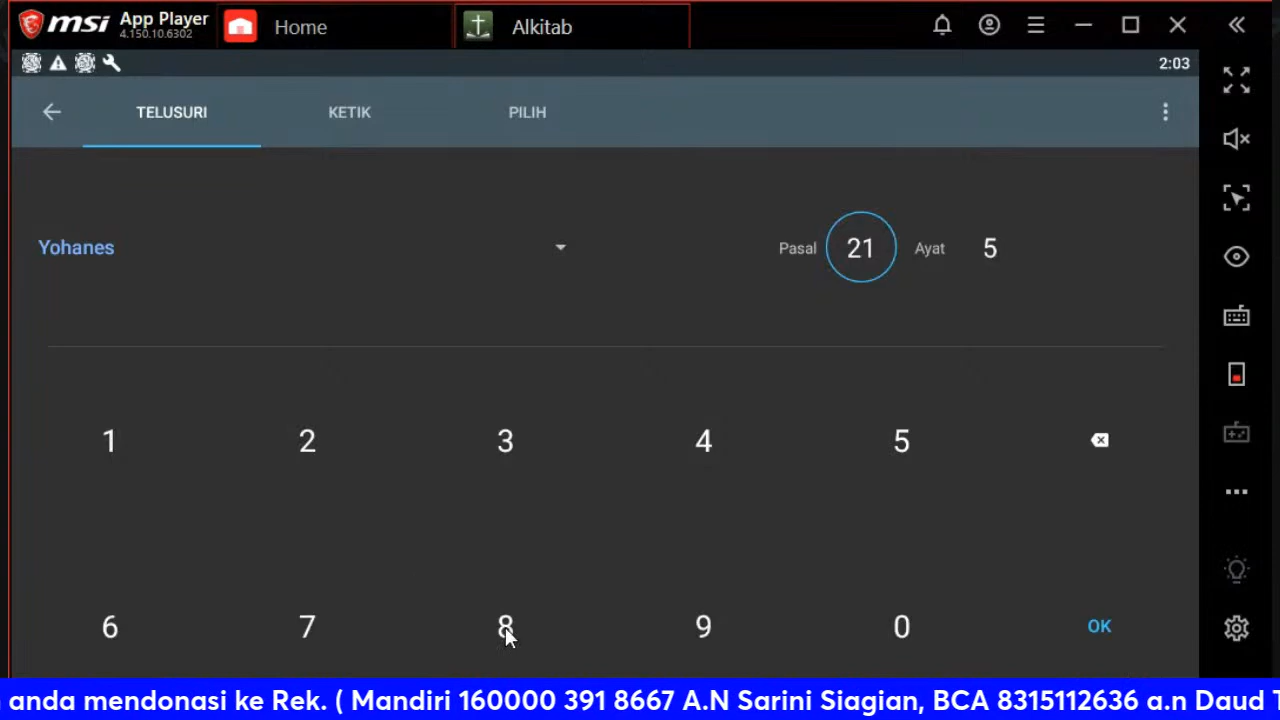 msi App Player
4.150.10.6302
Home
Alkitab
2:03
TELUSURI KETIK PILIH
Yohanes
Pasal 21 Ayat 5
1 2 3 4 5
6 7 8 9 0 OK
anda mendonasi ke Rek. ( Mandiri 160000 391 8667 A.N Sarini Siagian, BCA 8315112636 a.n Daud